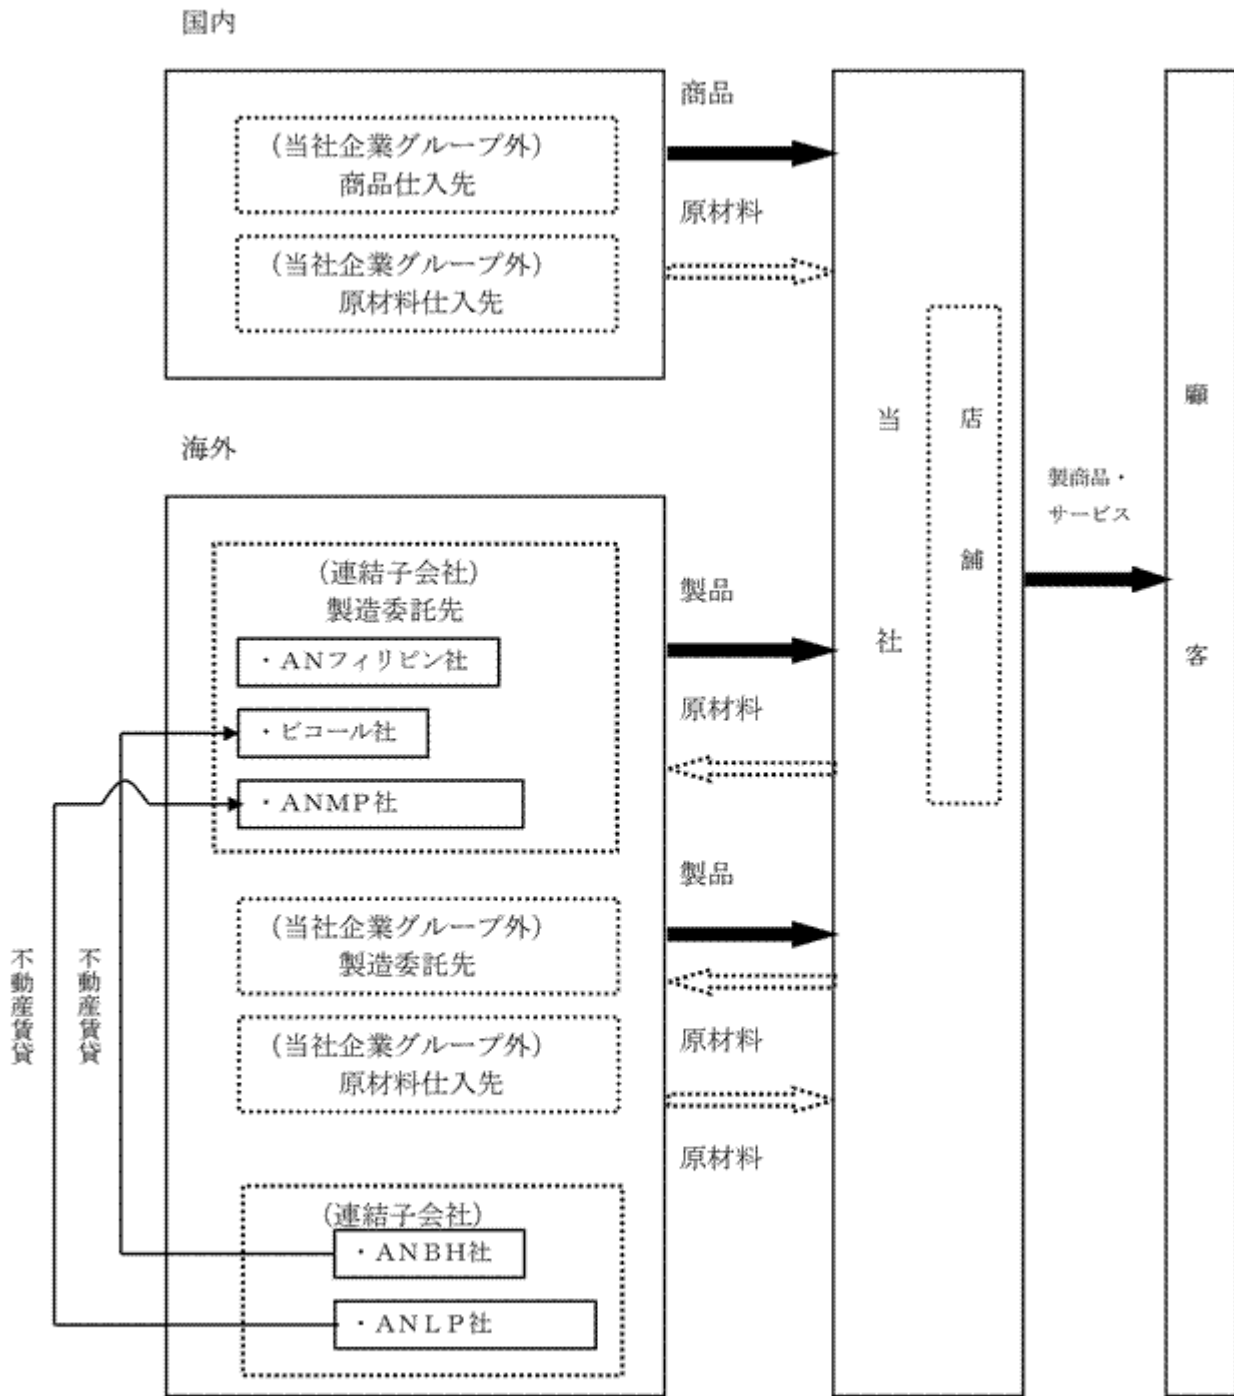 国内
(当社企業グループ外)
商品仕入先
(当社企業グループ外)
原材料仕入先
商品
原材料
海外
(連結子会社)
製造委託先
・ANフィリピン社
・ビコール社
・ANMP社
(当社企業グループ外)
製造委託先
(当社企業グループ外)
原材料仕入先
(連結子会社)
・ANBH社
・ANLP社
不動産賃貸
不動産賃貸
製品
原材料
製品
原材料
原材料
当社
店舗
製商品・
サービス
顧客